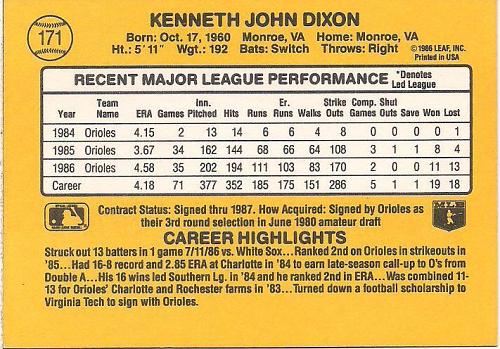 171
KENNETH JOHN DIXON
Born: Oct. 17, 1960 Monroe, VA Home: Monroe, VA
Ht.: 5'11" Wgt.: 192 Bats: Switch Throws: Right
© 1986 LEAF, INC.
Printed in USA
RECENT MAJOR LEAGUE PERFORMANCE *Denotes Led League
Year Team Name ERA Games Inn. Pitched Hits Runs Er. Runs Walks Strike Outs Comp. Games Shut Outs Save Won Lost
1984 Orioles 4.15 2 13 14 6 6 4 8 0 0 0 0 1
1985 Orioles 3.67 34 162 144 68 66 64 108 3 1 1 8 4
1986 Orioles 4.58 35 202 194 111 103 83 170 2 0 0 11 13
Career 4.18 71 377 352 185 175 151 286 5 1 1 19 18
Contract Status: Signed thru 1987. How Acquired: Signed by Orioles as
their 3rd round selection in June 1980 amateur draft
CAREER HIGHLIGHTS
Struck out 13 batters in 1 game 7/11/86 vs. White Sox...Ranked 2nd on Orioles in strikeouts in
'85...Had 16-8 record and 2.85 ERA at Charlotte in '84 to earn late-season call-up to O's from
Double A...His 16 wins led Southern Lg. in '84 and he ranked 2nd in ERA...Was combined 11-
13 for Orioles' Charlotte and Rochester farms in '83...Turned down a football scholarship to
Virginia Tech to sign with Orioles.